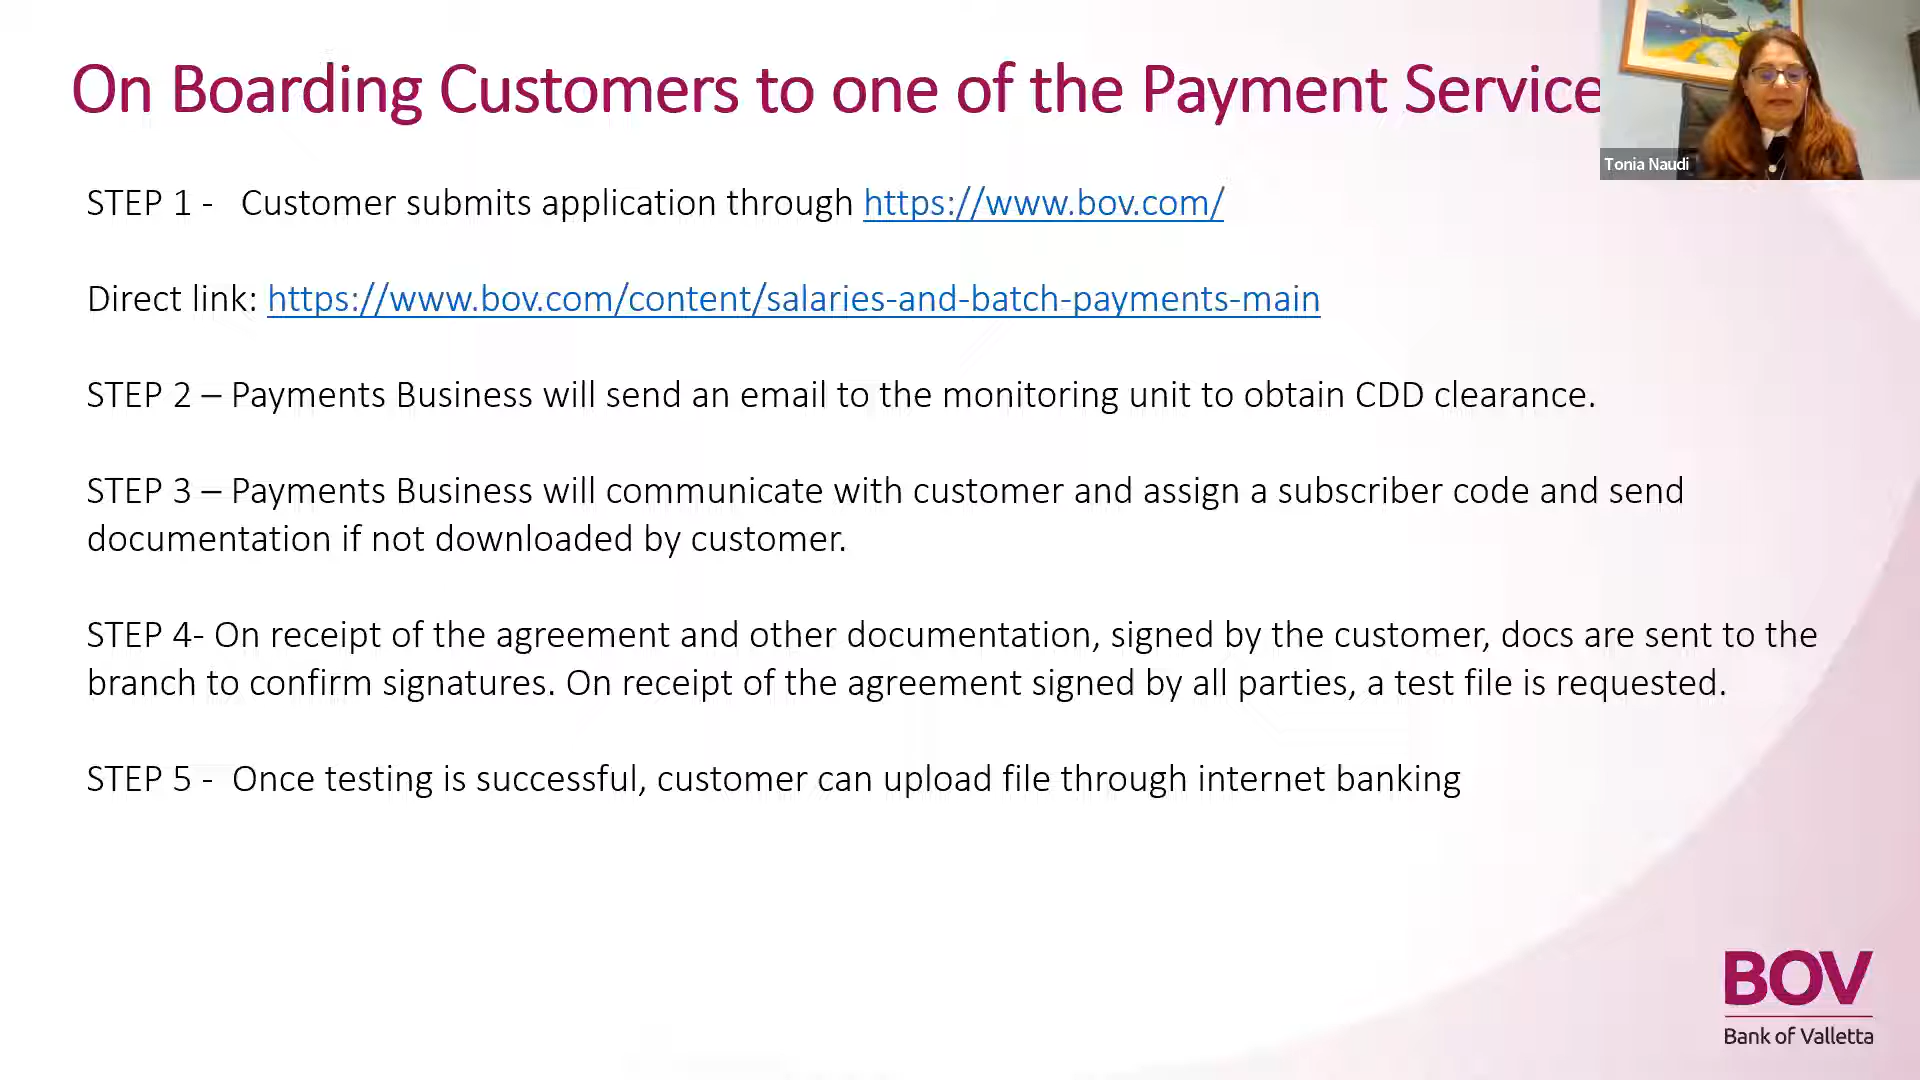 On Boarding Customers to one of the Payment Service
Tonia Naudi
STEP 1 -   Customer submits application through https://www.bov.com/
Direct link: https://www.bov.com/content/salaries-and-batch-payments-main
STEP 2 – Payments Business will send an email to the monitoring unit to obtain CDD clearance.
STEP 3 – Payments Business will communicate with customer and assign a subscriber code and send
documentation if not downloaded by customer.
STEP 4- On receipt of the agreement and other documentation, signed by the customer, docs are sent to the
branch to confirm signatures. On receipt of the agreement signed by all parties, a test file is requested.
STEP 5 -  Once testing is successful, customer can upload file through internet banking
BOV
Bank of Valletta